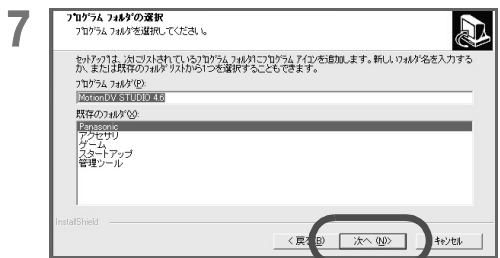 7
プログラム フォルダの選択
プログラム フォルダを選択してください。
セットアップは、次にリストされているプログラム フォルダにプログラム アイコンを追加します。新しいフォルダ名を入力する
か、または既存のフォルダ リストから1つを選択することもできます。
プログラム フォルダ(P):
MotionDV STUDIO 4.6
既存のフォルダ(X):
Panasonic
アクセサリ
ゲーム
スタートアップ
管理ツール
InstallShield
< 戻る(B)
次へ (N)>
キャンセル